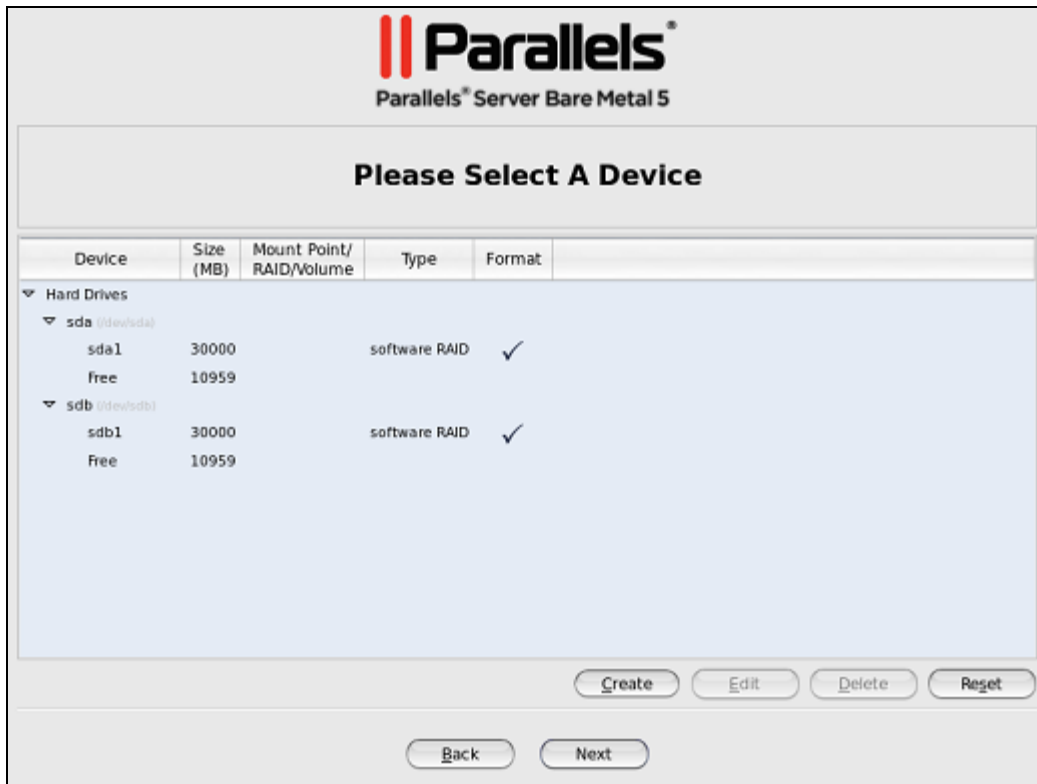 Parallels®
Parallels® Server Bare Metal 5
Please Select A Device
Device Size (MB) Mount Point/ RAID/Volume Type Format
Hard Drives
sda (/dev/sda)
sda1 30000 software RAID ✓
Free 10959
sdb (/dev/sdb)
sdb1 30000 software RAID ✓
Free 10959
Create Edit Delete Reset
Back Next